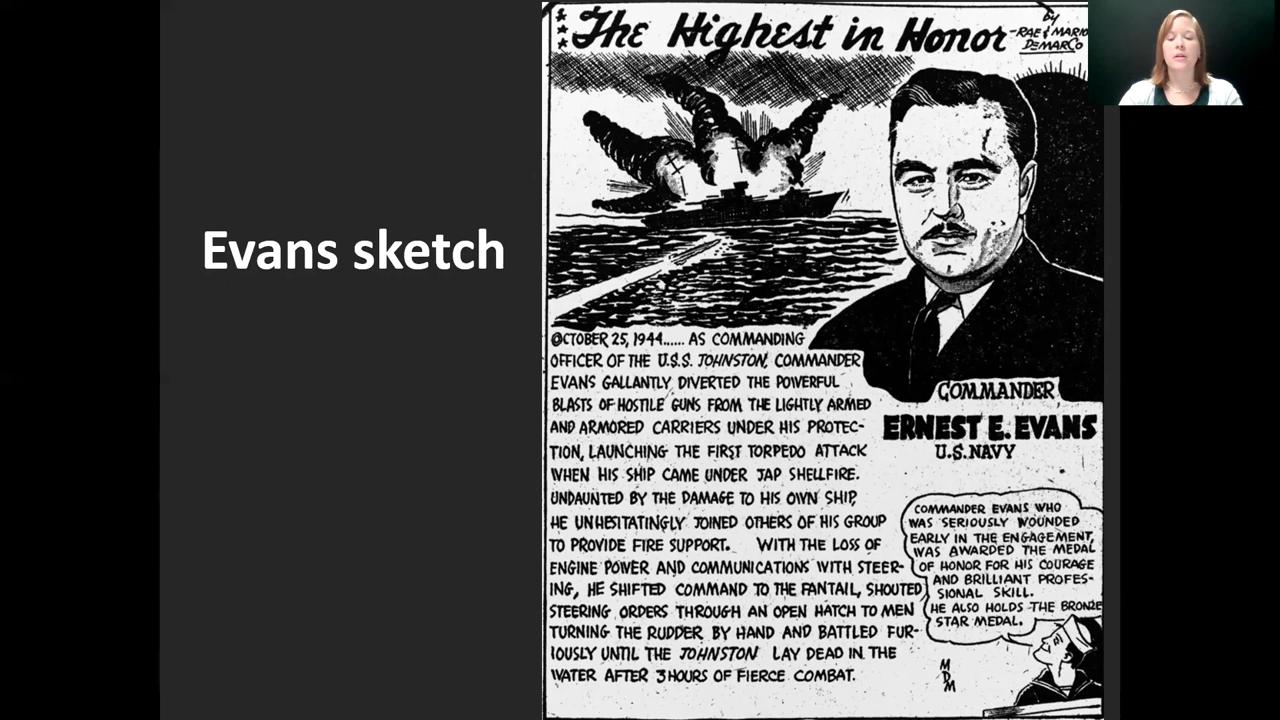 Evans sketch
The Highest in Honor
by
-RAE & MARIO
DEMARCO
OCTOBER 25, 1944...... AS COMMANDING
OFFICER OF THE U.S.S. JOHNSTON, COMMANDER
EVANS GALLANTLY DIVERTED THE POWERFUL
BLASTS OF HOSTILE GUNS FROM THE LIGHTLY ARMED
AND ARMORED CARRIERS UNDER HIS PROTEC-
TION, LAUNCHING THE FIRST TORPEDO ATTACK
WHEN HIS SHIP CAME UNDER JAP SHELLFIRE.
UNDAUNTED BY THE DAMAGE TO HIS OWN SHIP,
HE UNHESITATINGLY JOINED OTHERS OF HIS GROUP
TO PROVIDE FIRE SUPPORT. WITH THE LOSS OF
ENGINE POWER AND COMMUNICATIONS WITH STEER-
ING, HE SHIFTED COMMAND TO THE FANTAIL, SHOUTED
STEERING ORDERS THROUGH AN OPEN HATCH TO MEN
TURNING THE RUDDER BY HAND AND BATTLED FUR-
IOUSLY UNTIL THE JOHNSTON LAY DEAD IN THE
WATER AFTER 3 HOURS OF FIERCE COMBAT.
COMMANDER
ERNEST E. EVANS
U.S. NAVY
COMMANDER EVANS WHO
WAS SERIOUSLY WOUNDED
EARLY IN THE ENGAGEMENT,
WAS AWARDED THE MEDAL
OF HONOR FOR HIS COURAGE
AND BRILLIANT PROFES-
SIONAL SKILL.
HE ALSO HOLDS THE BRONZE
STAR MEDAL.
M
D
M